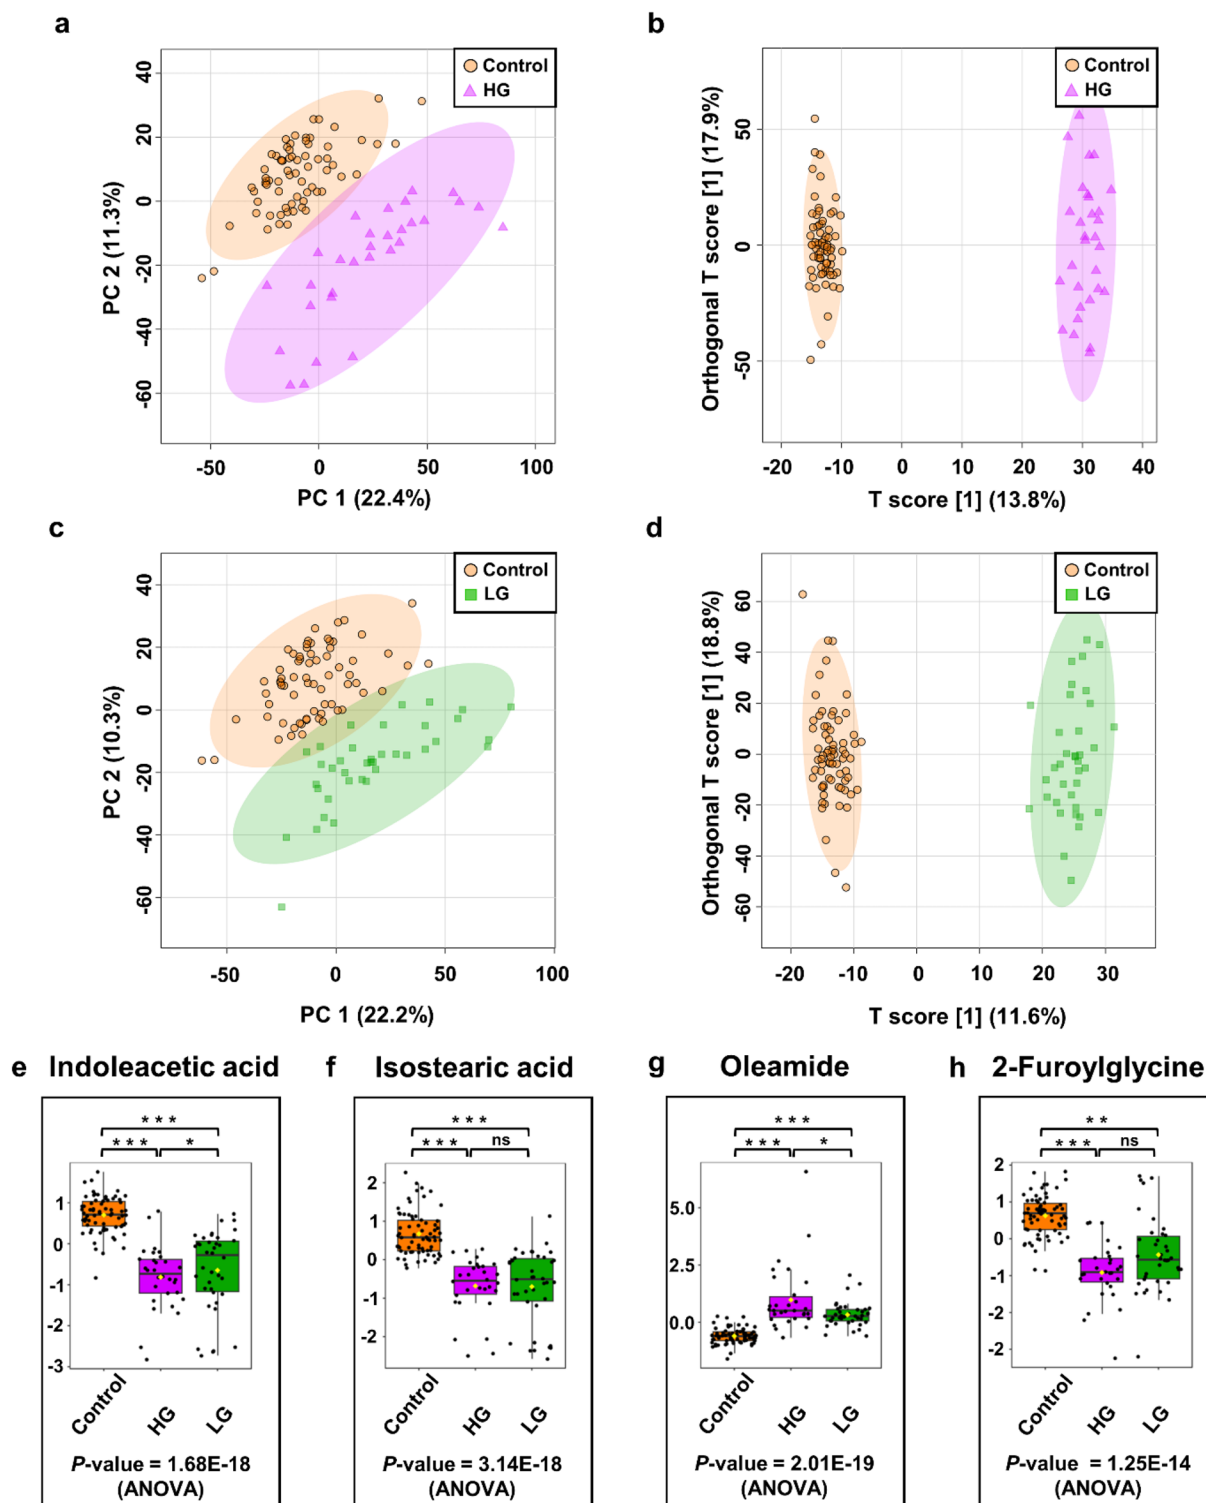 a
Control
HG
40
20
0
-20
-40
-60
PC 2 (11.3%)
-50
0
50
100
PC 1 (22.4%)
b
Control
HG
50
0
-50
Orthogonal T score [1] (17.9%)
-20
-10
0
10
20
30
40
T score [1] (13.8%)
c
Control
LG
40
20
0
-20
-40
-60
PC 2 (10.3%)
-50
0
50
100
PC 1 (22.2%)
d
Control
LG
60
40
20
0
-20
-40
-60
Orthogonal T score [1] (18.8%)
-20
-10
0
10
20
30
T score [1] (11.6%)
e Indoleacetic acid
***
*** *
1
0
-1
-2
-3
Control HG LG
P-value = 1.68E-18
(ANOVA)
f Isostearic acid
***
*** ns
2
1
0
-1
-2
Control HG LG
P-value = 3.14E-18
(ANOVA)
g Oleamide
***
*** *
5.0
2.5
0.0
Control HG LG
P-value = 2.01E-19
(ANOVA)
h 2-Furoylglycine
**
*** ns
2
1
0
-1
-2
-2
Control HG LG
P-value = 1.25E-14
(ANOVA)